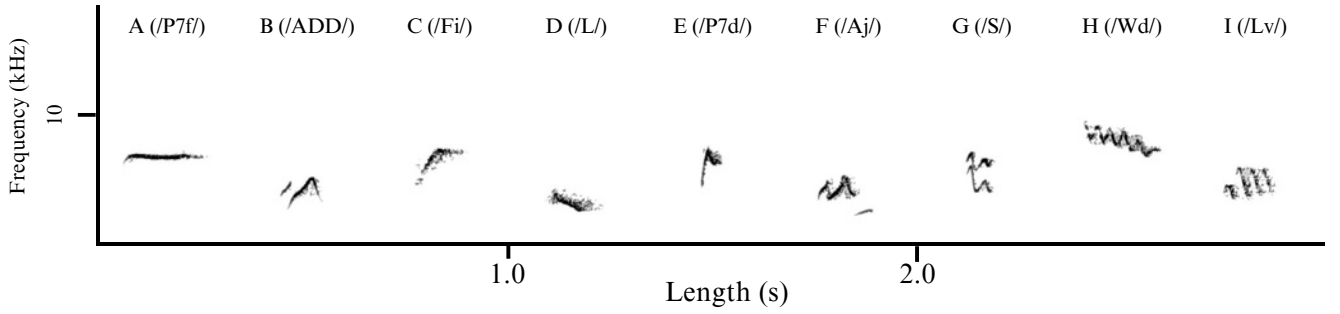 A (/P7f/) B (/ADD/) C (/Fi/) D (/L/) E (/P7d/) F (/Aj/) G (/S/) H (/Wd/) I (/Lv/)
Frequency (kHz)
10
1.0 2.0
Length (s)